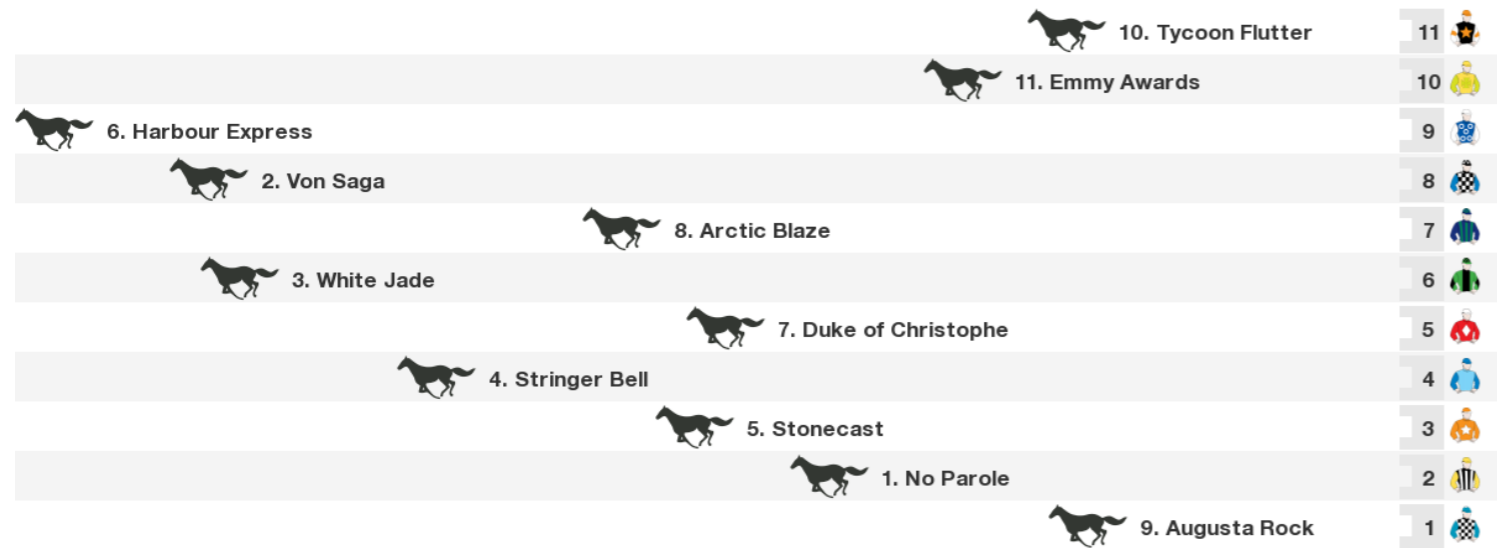 10. Tycoon Flutter 11
11. Emmy Awards 10
6. Harbour Express 9
2. Von Saga 8
8. Arctic Blaze 7
3. White Jade 6
7. Duke of Christophe 5
4. Stringer Bell 4
5. Stonecast 3
1. No Parole 2
9. Augusta Rock 1